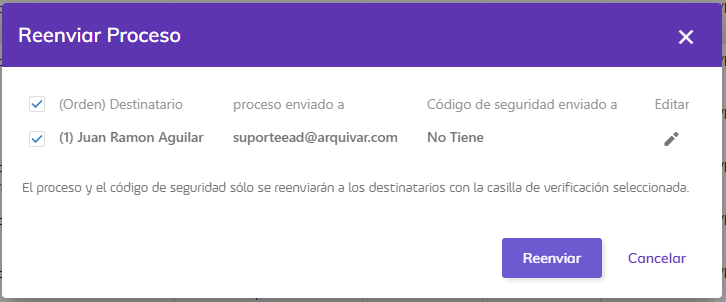 Reenviar Proceso
(Orden) Destinatario proceso enviado a Código de seguridad enviado a Editar
(1) Juan Ramon Aguilar suporteead@arquivar.com No Tiene
El proceso y el código de seguridad sólo se reenviarán a los destinatarios con la casilla de verificación seleccionada.
Reenviar Cancelar